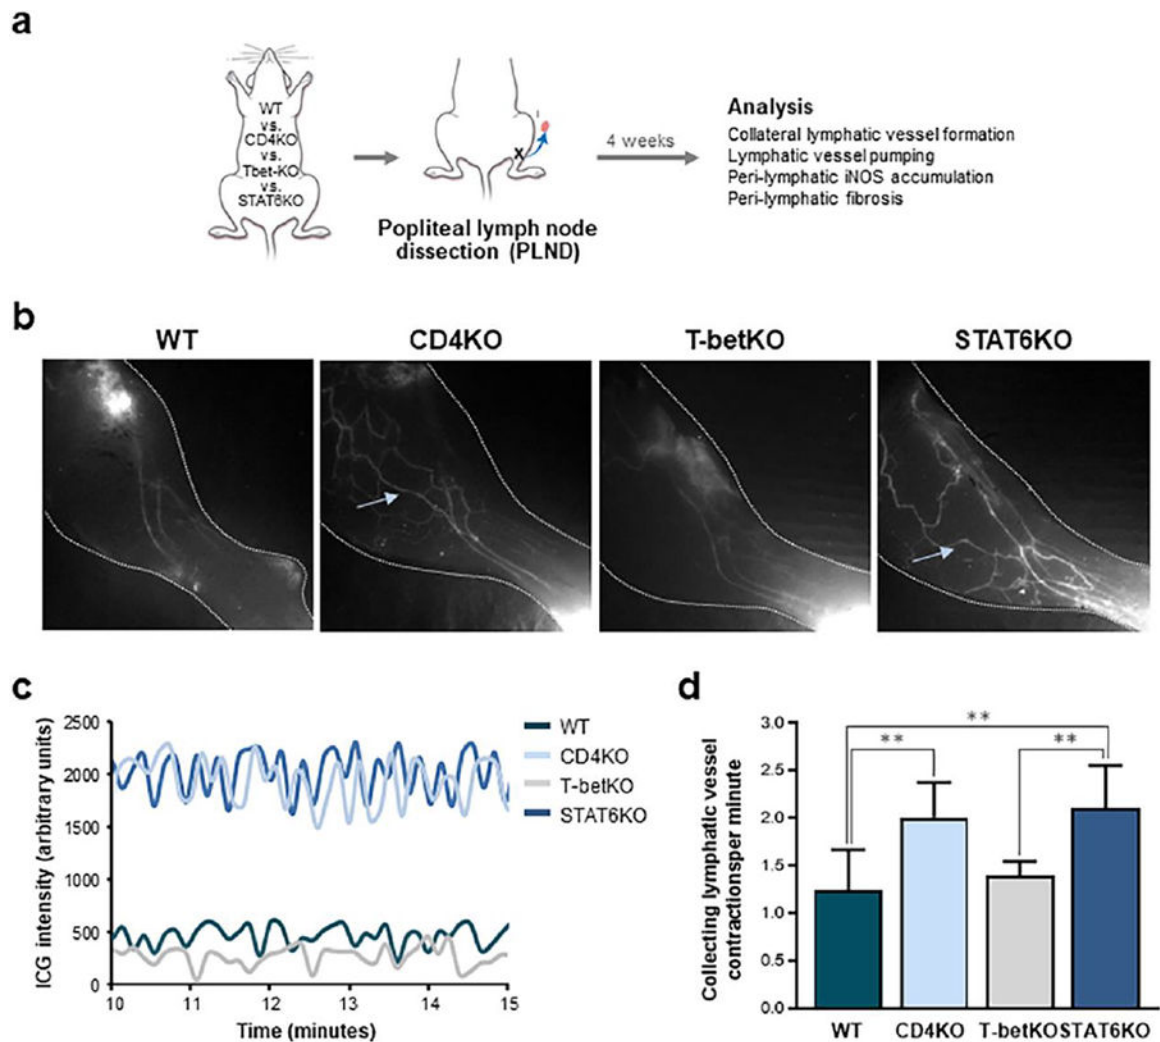 a
WT
vs.
CD4KO
vs.
Tbet-KO
vs.
STAT6KO
X
Popliteal lymph node
dissection (PLND)
4 weeks
Analysis
Collateral lymphatic vessel formation
Lymphatic vessel pumping
Peri-lymphatic iNOS accumulation
Peri-lymphatic fibrosis
b
WT
CD4KO
T-betKO
STAT6KO
c
ICG intensity (arbitrary units)
2500
2000
1500
1000
500
0
10
11
12
13
14
15
Time (minutes)
WT
CD4KO
T-betKO
STAT6KO
d
Collecting lymphatic vessel
contractionsper minute
3.0
2.5
2.0
1.5
1.0
0.5
0.0
**
**
**
WT
CD4KO
T-betKO
STAT6KO